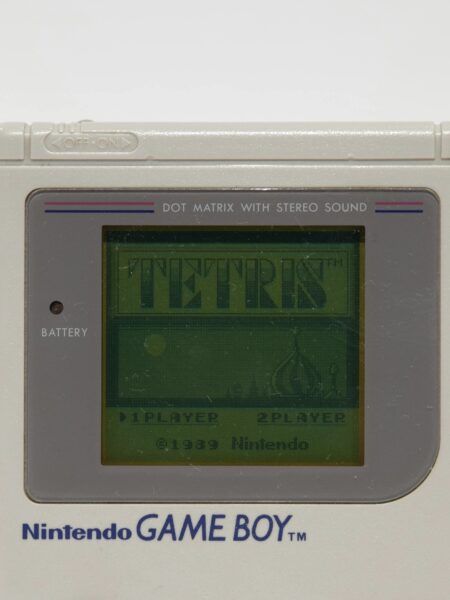 OFF•ON
DOT MATRIX WITH STEREO SOUND
BATTERY
TETRIS™
▶1PLAYER 2PLAYER
©1989 Nintendo
Nintendo GAME BOY™